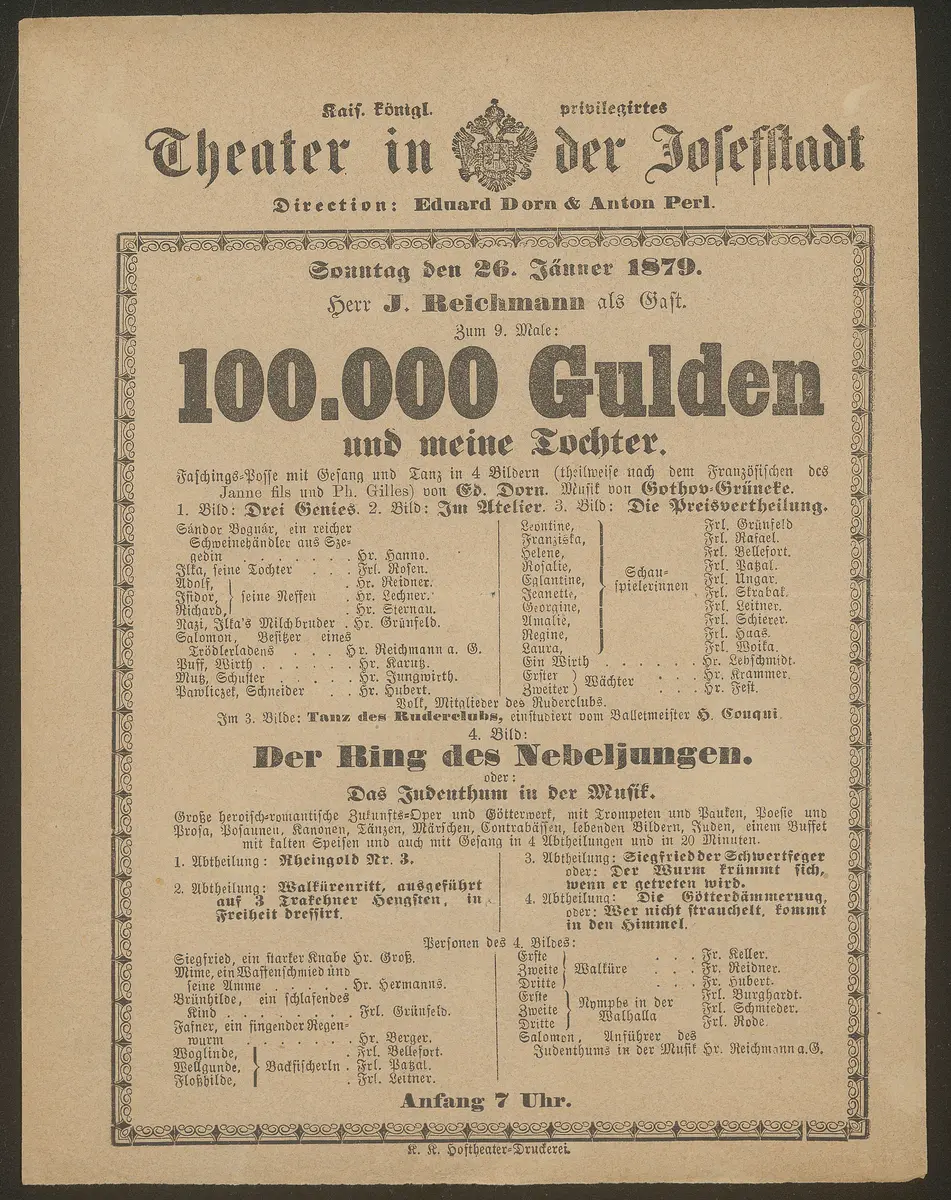 Kais. königl. privilegirtes
Theater in der Josefstadt
Direction: Eduard Dorn & Anton Perl.
Sonntag den 26. Jänner 1879.
Herr J. Reichmann als Gast.
Zum 9. Male:
100.000 Gulden
und meine Tochter.
Faschings-Posse mit Gesang und Tanz in 4 Bildern (theilweise nach dem Französischen des
Janne fils und Ph. Gilles) von Ed. Dorn. Musik von Gothov-Grüneke.
1. Bild: Drei Genies. 2. Bild: Im Atelier. 3. Bild: Die Preisvertheilung.
Sándor Bognár, ein reicher
Schweinehändler aus Sze-
gedin . . . . . . . Hr. Hanno.
Ilka, seine Tochter . . . Frl. Rosen.
Adolf, . Hr. Reidner.
Isidor, } seine Neffen . Hr. Lechner.
Richard, . Hr. Sternau.
Nazi, Ilka's Milchbruder . Hr. Grünfeld.
Salomon, Besitzer eines
Trödlerladens . . . Hr. Reichmann a. G.
Puff, Wirth . . . . . . Hr. Karutz.
Mutz, Schuster . . . . . Hr. Jungwirth.
Pawliczek, Schneider . . Hr. Hubert.
Leontine, Frl. Grünfeld
Franziska, Frl. Rafael.
Helene, Frl. Bellefort.
Rosalie, Frl. Patzal.
Eglantine, } Schau- Frl. Ungar.
Jeanette, spielerinnen Frl. Skrabak.
Georgine, Frl. Leitner.
Amalie, Frl. Schierer.
Regine, Frl. Haas.
Laura, Frl. Woika.
Ein Wirth . . . . . . Hr. Lebschmidt.
Erster } Wächter . . . Hr. Krammer.
Zweiter } . . . Hr. Fest.
Volk, Mitglieder des Ruderclubs.
Im 3. Bilde: Tanz des Ruderclubs, einstudiert vom Balletmeister H. Couqui.
4. Bild:
Der Ring des Nebeljungen.
oder:
Das Judenthum in der Musik.
Große heroisch-romantische Zukunfts-Oper und Götterwerk, mit Trompeten und Pauken, Poesie und
Prosa, Posaunen, Kanonen, Tänzen, Märschen, Contrabässen, lebenden Bildern, Juden, einem Buffet
mit kalten Speisen und auch mit Gesang in 4 Abtheilungen und in 20 Minuten.
1. Abtheilung: Rheingold Nr. 3.
2. Abtheilung: Walkürenritt, ausgeführt
auf 3 Trakehner Hengsten, in
Freiheit dressirt.
3. Abtheilung: Siegfried der Schwertfeger
oder: Der Wurm krümmt sich,
wenn er getreten wird.
4. Abtheilung: Die Götterdämmerung,
oder: Wer nicht strauchelt, kommt
in den Himmel.
Personen des 4. Bildes:
Siegfried, ein starker Knabe Hr. Groß.
Mime, ein Waffenschmied und
seine Amme . . . . . Hr. Hermanns.
Brünhilde, ein schlafendes
Kind . . . . . . . . Frl. Grünfeld.
Fafner, ein singender Regen-
wurm . . . . . . . Hr. Berger.
Woglinde, . Frl. Bellefort.
Wellgunde, } Backfischerln . Frl. Patzal.
Floßhilde, . Frl. Leitner.
Erste . . . Fr. Keller.
Zweite } Walküre . . . Fr. Reidner.
Dritte . . . Fr. Hubert.
Erste Frl. Burghardt.
Zweite } Nymphe in der Frl. Schmieder.
Dritte Walhalla Frl. Rode.
Salomon, Anführer des
Judenthums in der Musik Hr. Reichmann a. G.
Anfang 7 Uhr.
K. K. Hoftheater-Druckerei.